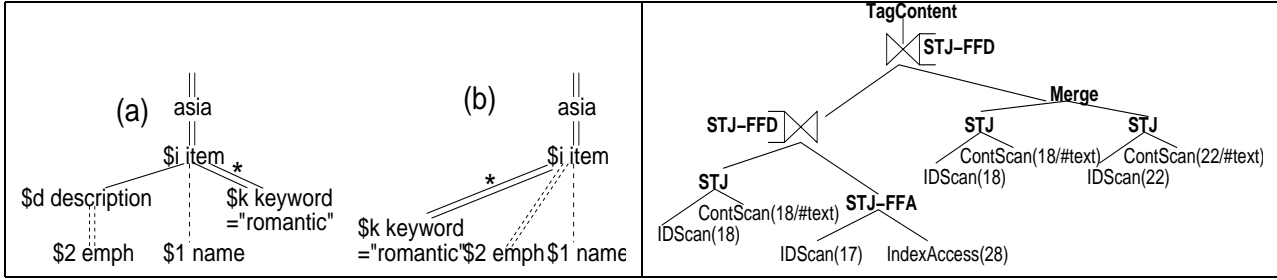 (a)
asia
$i item
*
$d description
$k keyword
="romantic"
$2 emph
$1 name
(b)
asia
$i item
*
$k keyword
="romantic"
$2 emph
$1 name
TagContent
STJ-FFD
Merge
STJ-FFD
STJ
STJ
ContScan(18/#text)
ContScan(22/#text)
IDScan(18)
IDScan(22)
STJ
STJ-FFA
ContScan(18/#text)
IDScan(18)
IDScan(17)
IndexAccess(28)